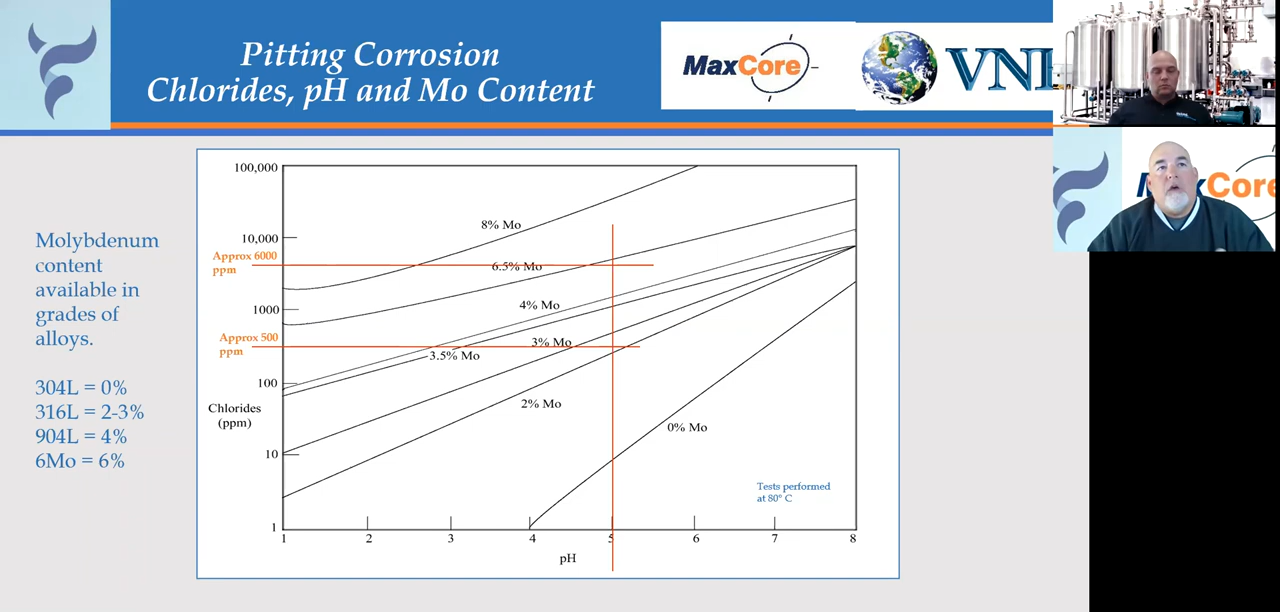 Pitting Corrosion
Chlorides, pH and Mo Content
MaxCore
Molybdenum
content
available in
grades of
alloys.
304L = 0%
316L = 2-3%
904L = 4%
6Mo = 6%
100,000
10,000
Approx 6000
ppm
1000
Approx 500
ppm
100
Chlorides
(ppm)
10
1
8% Mo
6.5% Mo
4% Mo
3% Mo
3.5% Mo
2% Mo
0% Mo
Tests performed
at 80° C
1 2 3 4 5 6 7 8
pH